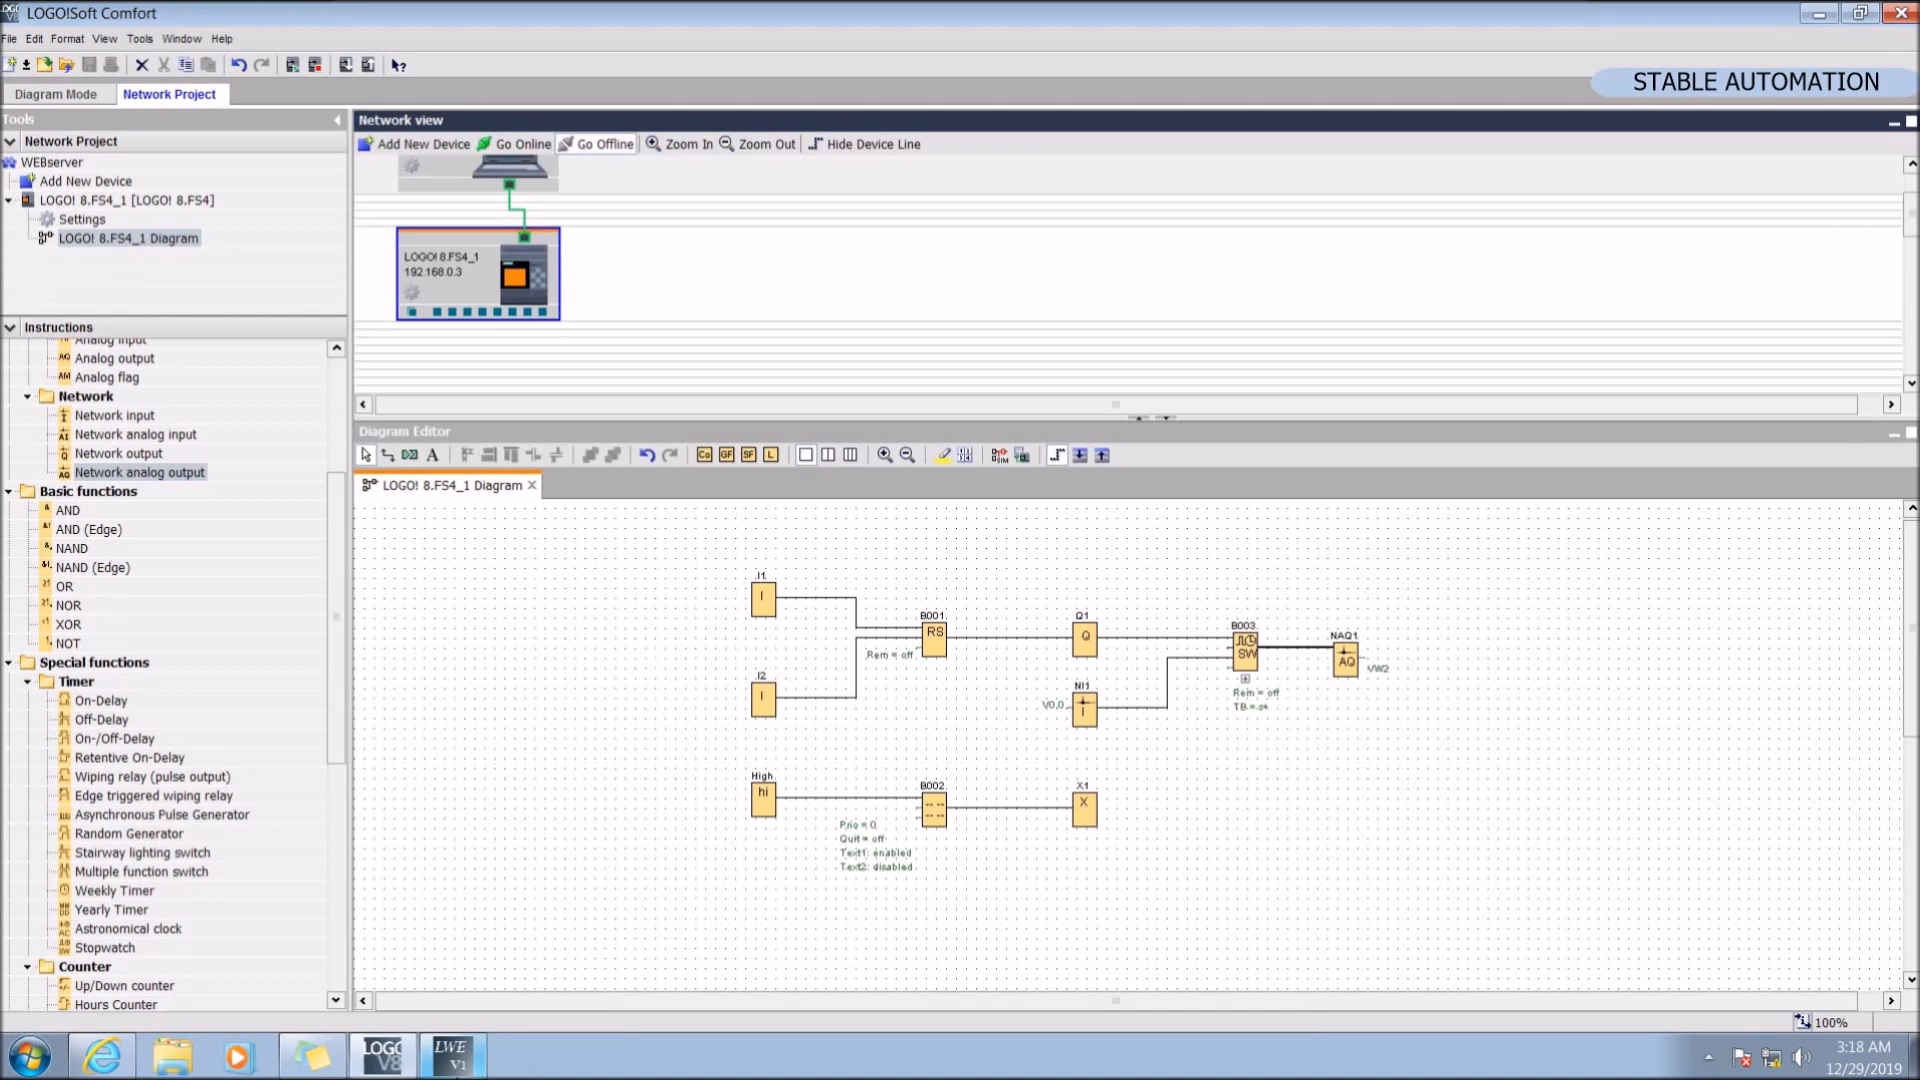 LOGO!Soft Comfort
File Edit Format View Tools Window Help
STABLE AUTOMATION
Diagram Mode Network Project
Tools
Network Project
WEBserver
Add New Device
LOGO! 8.FS4_1 [LOGO! 8.FS4]
Settings
LOGO! 8.FS4_1 Diagram
Instructions
Analog input
Analog output
Analog flag
Network
Network input
Network analog input
Network output
Network analog output
Basic functions
AND
AND (Edge)
NAND
NAND (Edge)
OR
NOR
XOR
NOT
Special functions
Timer
On-Delay
Off-Delay
On-/Off-Delay
Retentive On-Delay
Wiping relay (pulse output)
Edge triggered wiping relay
Asynchronous Pulse Generator
Random Generator
Stairway lighting switch
Multiple function switch
Weekly Timer
Yearly Timer
Astronomical clock
Stopwatch
Counter
Up/Down counter
Hours Counter
Network view
Add New Device Go Online Go Offline Zoom In Zoom Out Hide Device Line
LOGO! 8.FS4_1
192.168.0.3
Diagram Editor
A Co GF SF L
LOGO! 8.FS4_1 Diagram
I1
I
B001
RS
Rem = off
Q1
Q
B003
SW
Rem = off
NAQ1
AQ
VW2
I2
I
NI1
V0.0
I
High
hi
B002
Prio = 0
Quit = off
Text1: enabled
Text2: disabled
X1
X
100%
LOGO V8
LWE V1
3:18 AM
12/29/2019